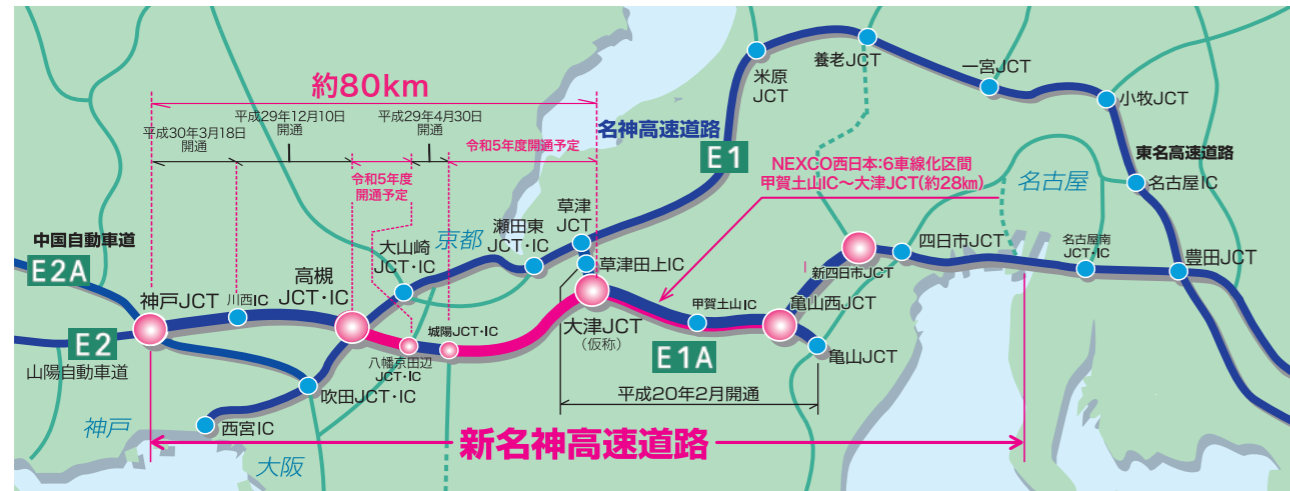 約80km
平成30年3月18日
開通
平成29年12月10日
開通
平成29年4月30日
開通
令和5年度開通予定
令和5年度
開通予定
名神高速道路
E1
米原
JCT
養老JCT
一宮JCT
小牧JCT
東名高速道路
名古屋IC
名古屋
NEXCO西日本:6車線化区間
甲賀土山IC～大津JCT(約28km)
中国自動車道
E2A
神戸JCT
川西IC
高槻
JCT・IC
大山崎
JCT・IC
京都
瀬田東
JCT・IC
草津
JCT
草津田上IC
新四日市JCT
四日市JCT
名古屋南
JCT・IC
豊田JCT
E2
山陽自動車道
八幡京田辺
JCT・IC
城陽JCT・IC
大津JCT
(仮称)
甲賀土山IC
E1A
亀山西JCT
亀山JCT
吹田JCT・IC
西宮IC
平成20年2月開通
神戸
大阪
新名神高速道路